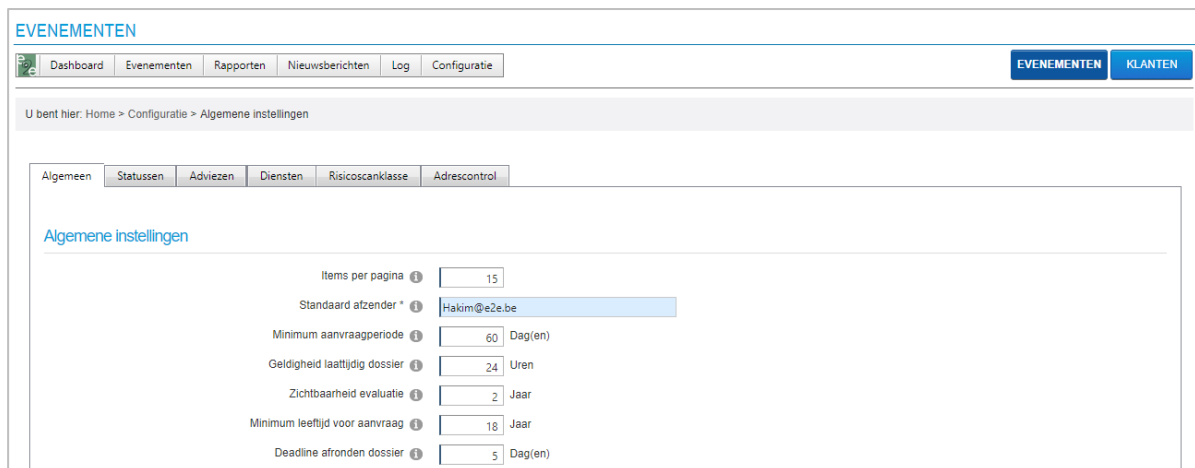 EVENEMENTEN
e2e Dashboard Evenementen Rapporten Nieuwsberichten Log Configuratie EVENEMENTEN KLANTEN
U bent hier: Home > Configuratie > Algemene instellingen
Algemeen Statussen Adviezen Diensten Risicoscanklasse Adrescontrol
Algemene instellingen
Items per pagina 15
Standaard afzender * Hakim@e2e.be
Minimum aanvraagperiode 60 Dag(en)
Geldigheid laattijdig dossier 24 Uren
Zichtbaarheid evaluatie 2 Jaar
Minimum leeftijd voor aanvraag 18 Jaar
Deadline afronden dossier 5 Dag(en)